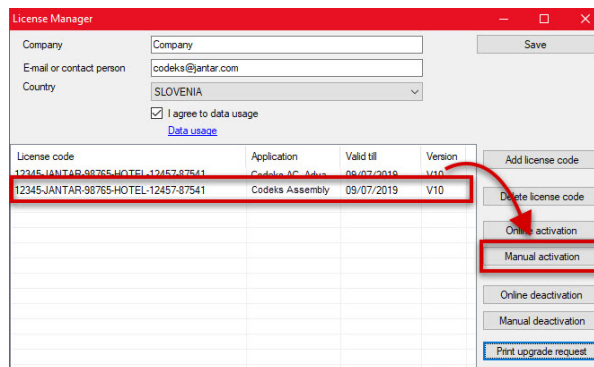 License Manager
Company Company Save
E-mail or contact person codeks@jantar.com
Country SLOVENIA
I agree to data usage
Data usage
License code Application Valid till Version Add license code
12345-JANTAR-98765-HOTEL-12457-87541 Codeks AC, Adva 09/07/2019 V10
12345-JANTAR-98765-HOTEL-12457-87541 Codeks Assembly 09/07/2019 V10 Delete license code
Online activation
Manual activation
Online deactivation
Manual deactivation
Print upgrade request